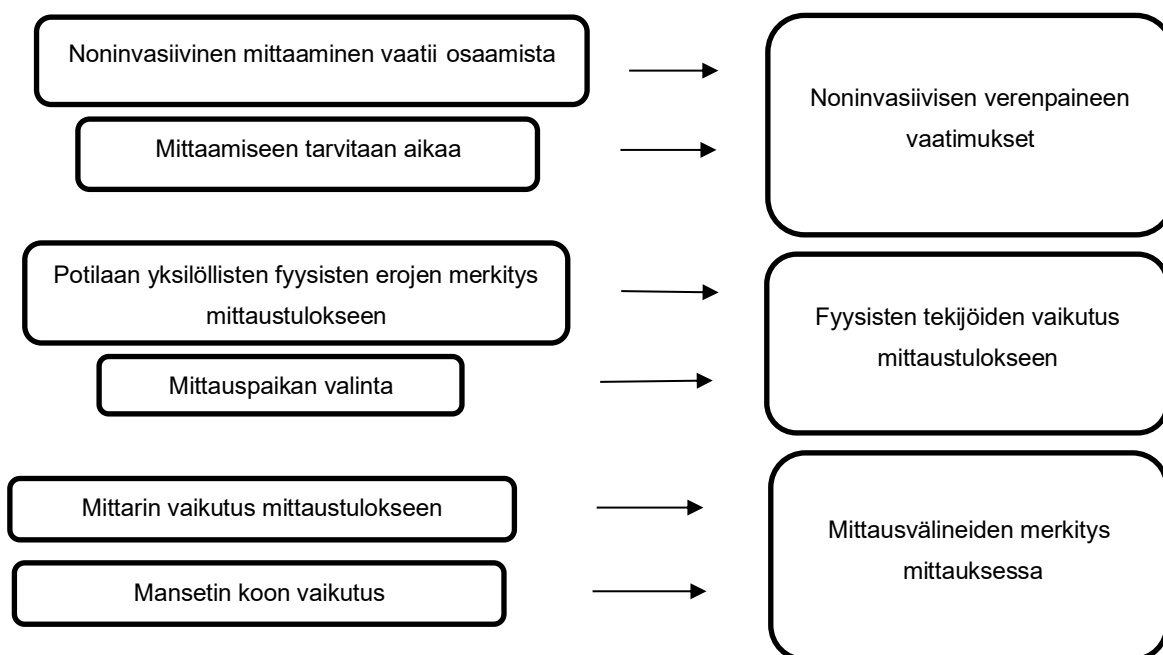 Noninvasiivinen mittaaminen vaatii osaamista
Mittaamiseen tarvitaan aikaa
Noninvasiivisen verenpaineen
vaatimukset
Potilaan yksilöllisten fyysisten erojen merkitys
mittaustulokseen
Mittauspaikan valinta
Fyysisten tekijöiden vaikutus
mittaustulokseen
Mittarin vaikutus mittaustulokseen
Mansetin koon vaikutus
Mittausvälineiden merkitys
mittauksessa